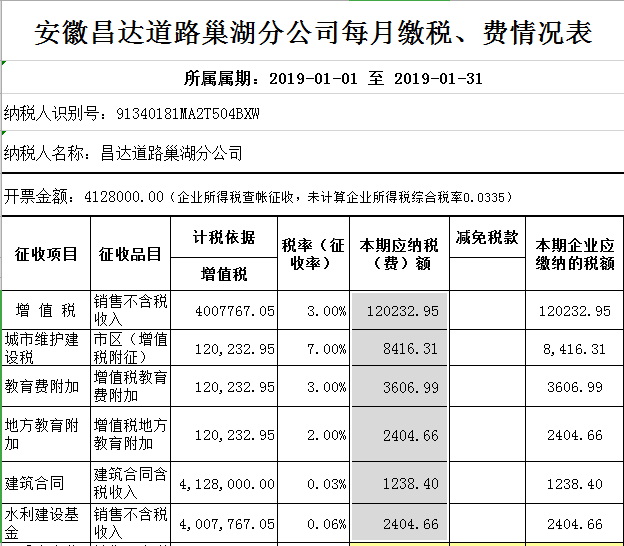 安徽昌达道路巢湖分公司每月缴税、费情况表
所属属期：2019-01-01 至 2019-01-31
纳税人识别号：91340181MA2T504BXW
纳税人名称：昌达道路巢湖分公司
开票金额：4128000.00（企业所得税查帐征收，未计算企业所得税综合税率0.0335）
征收项目 征收品目 计税依据 增值税 税率（征收率） 本期应纳税（费）额 减免税款 本期企业应缴纳的税额
增 值 税 销售不含税收入 4007767.05 3.00% 120232.95 120232.95
城市维护建设税 市区（增值税附征） 120,232.95 7.00% 8416.31 8,416.31
教育费附加 增值税教育费附加 120,232.95 3.00% 3606.99 3606.99
地方教育附加 增值税地方教育附加 120,232.95 2.00% 2404.66 2404.66
建筑合同 建筑合同含税收入 4,128,000.00 0.03% 1238.40 1238.40
水利建设基金 销售不含税收入 4,007,767.05 0.06% 2404.66 2404.66